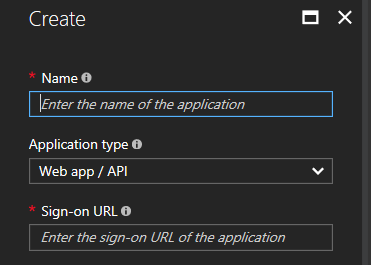 Create
* Name
Enter the name of the application
Application type
Web app / API
* Sign-on URL
Enter the sign-on URL of the application